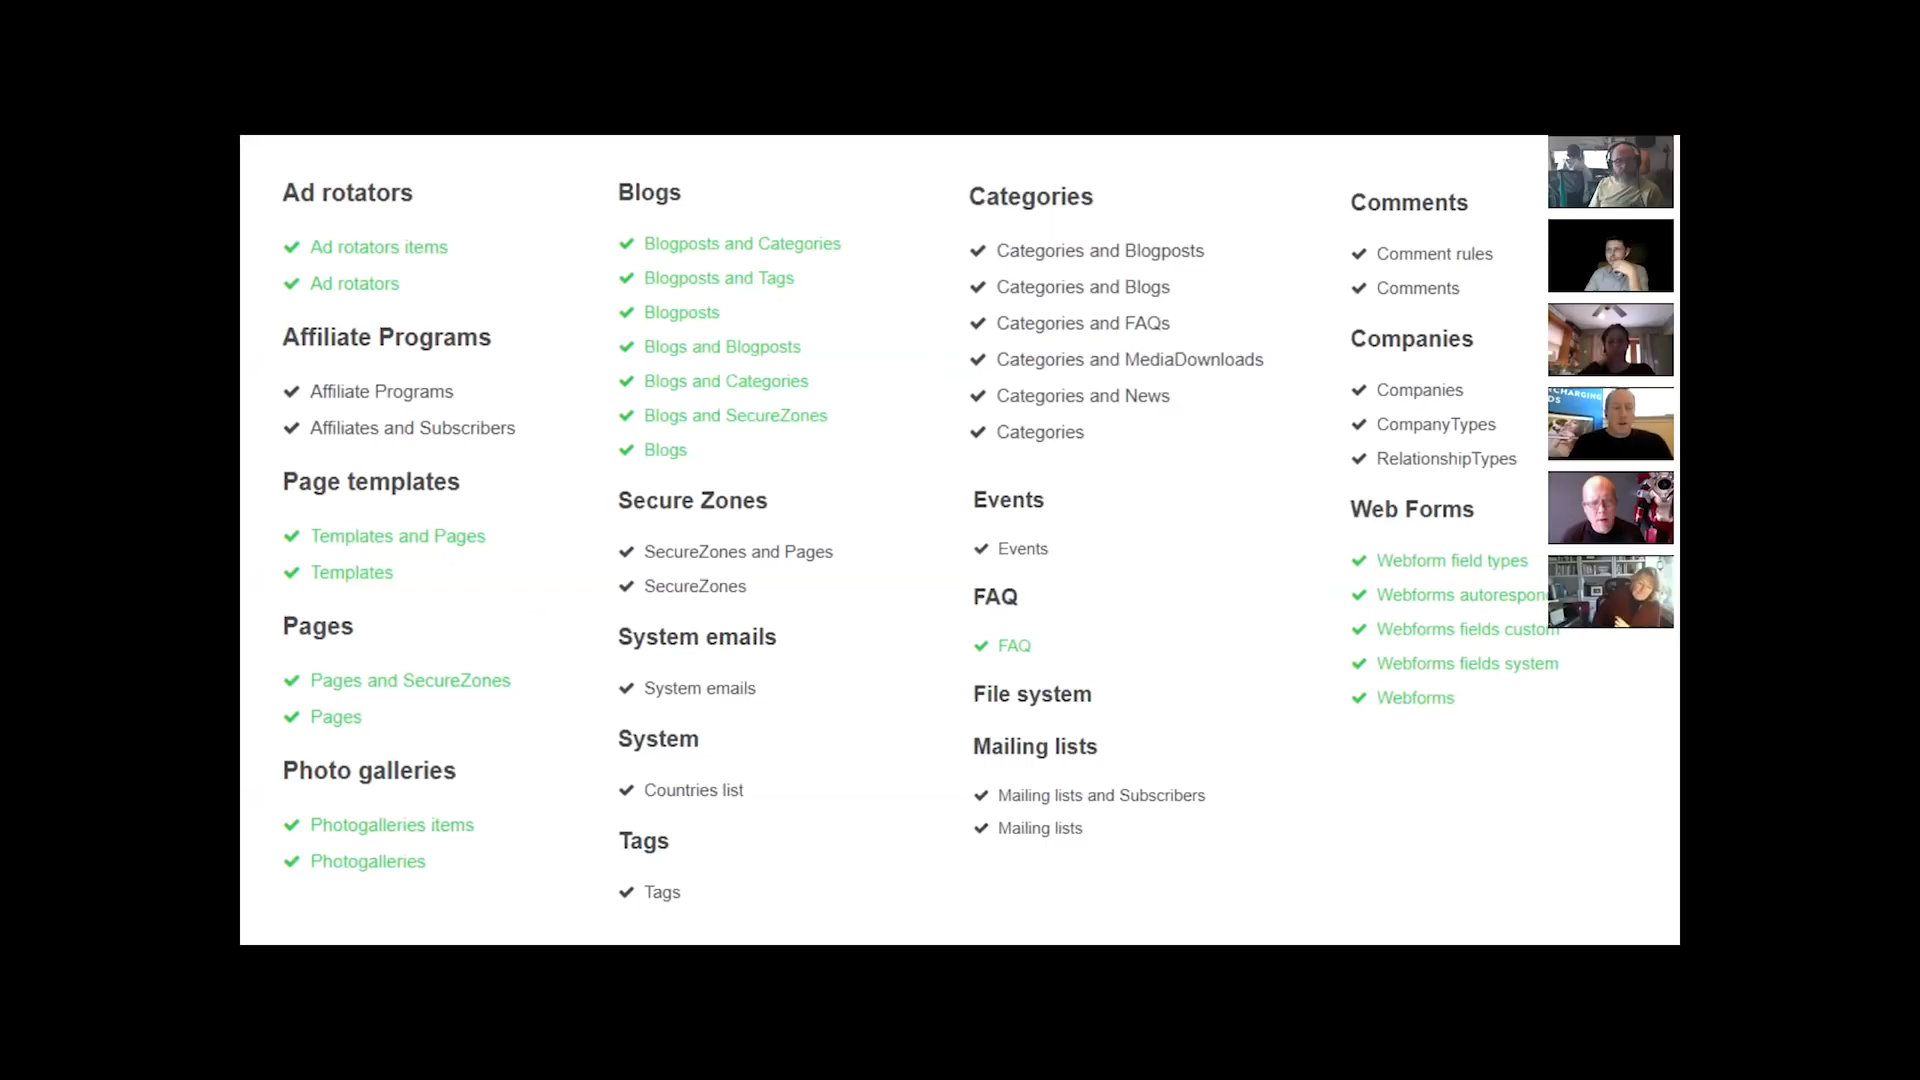 Ad rotators
Ad rotators items
Ad rotators
Affiliate Programs
Affiliate Programs
Affiliates and Subscribers
Page templates
Templates and Pages
Templates
Pages
Pages and SecureZones
Pages
Photo galleries
Photogalleries items
Photogalleries
Blogs
Blogposts and Categories
Blogposts and Tags
Blogposts
Blogs and Blogposts
Blogs and Categories
Blogs and SecureZones
Blogs
Secure Zones
SecureZones and Pages
SecureZones
System emails
System emails
System
Countries list
Tags
Tags
Categories
Categories and Blogposts
Categories and Blogs
Categories and FAQs
Categories and MediaDownloads
Categories and News
Categories
Events
Events
FAQ
FAQ
File system
Mailing lists
Mailing lists and Subscribers
Mailing lists
Comments
Comment rules
Comments
Companies
Companies
CompanyTypes
RelationshipTypes
Web Forms
Webform field types
Webforms
Webforms fields custom
Webforms fields system
Webforms